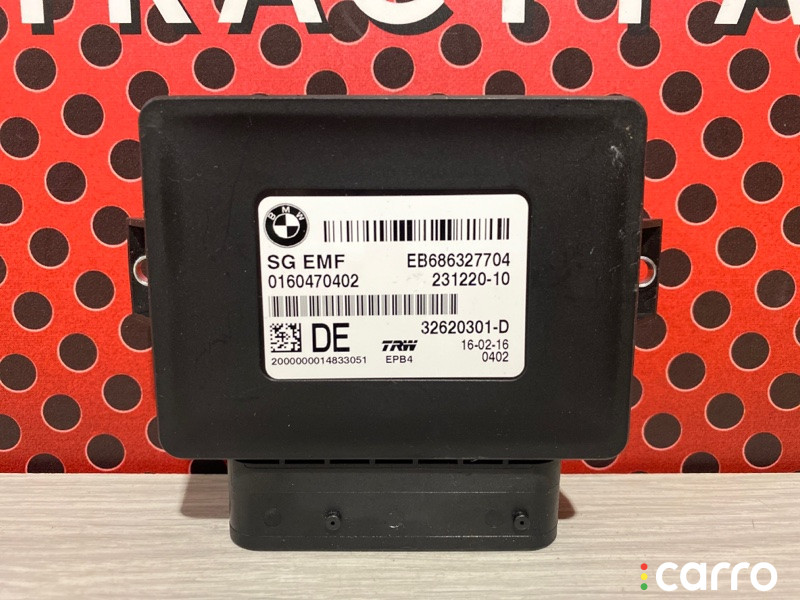 BMW
SG EMF EB686327704
0160470402 231220-10
DE 32620301-D
TRW 16-02-16
2000000014833051 EPB4 0402
carro